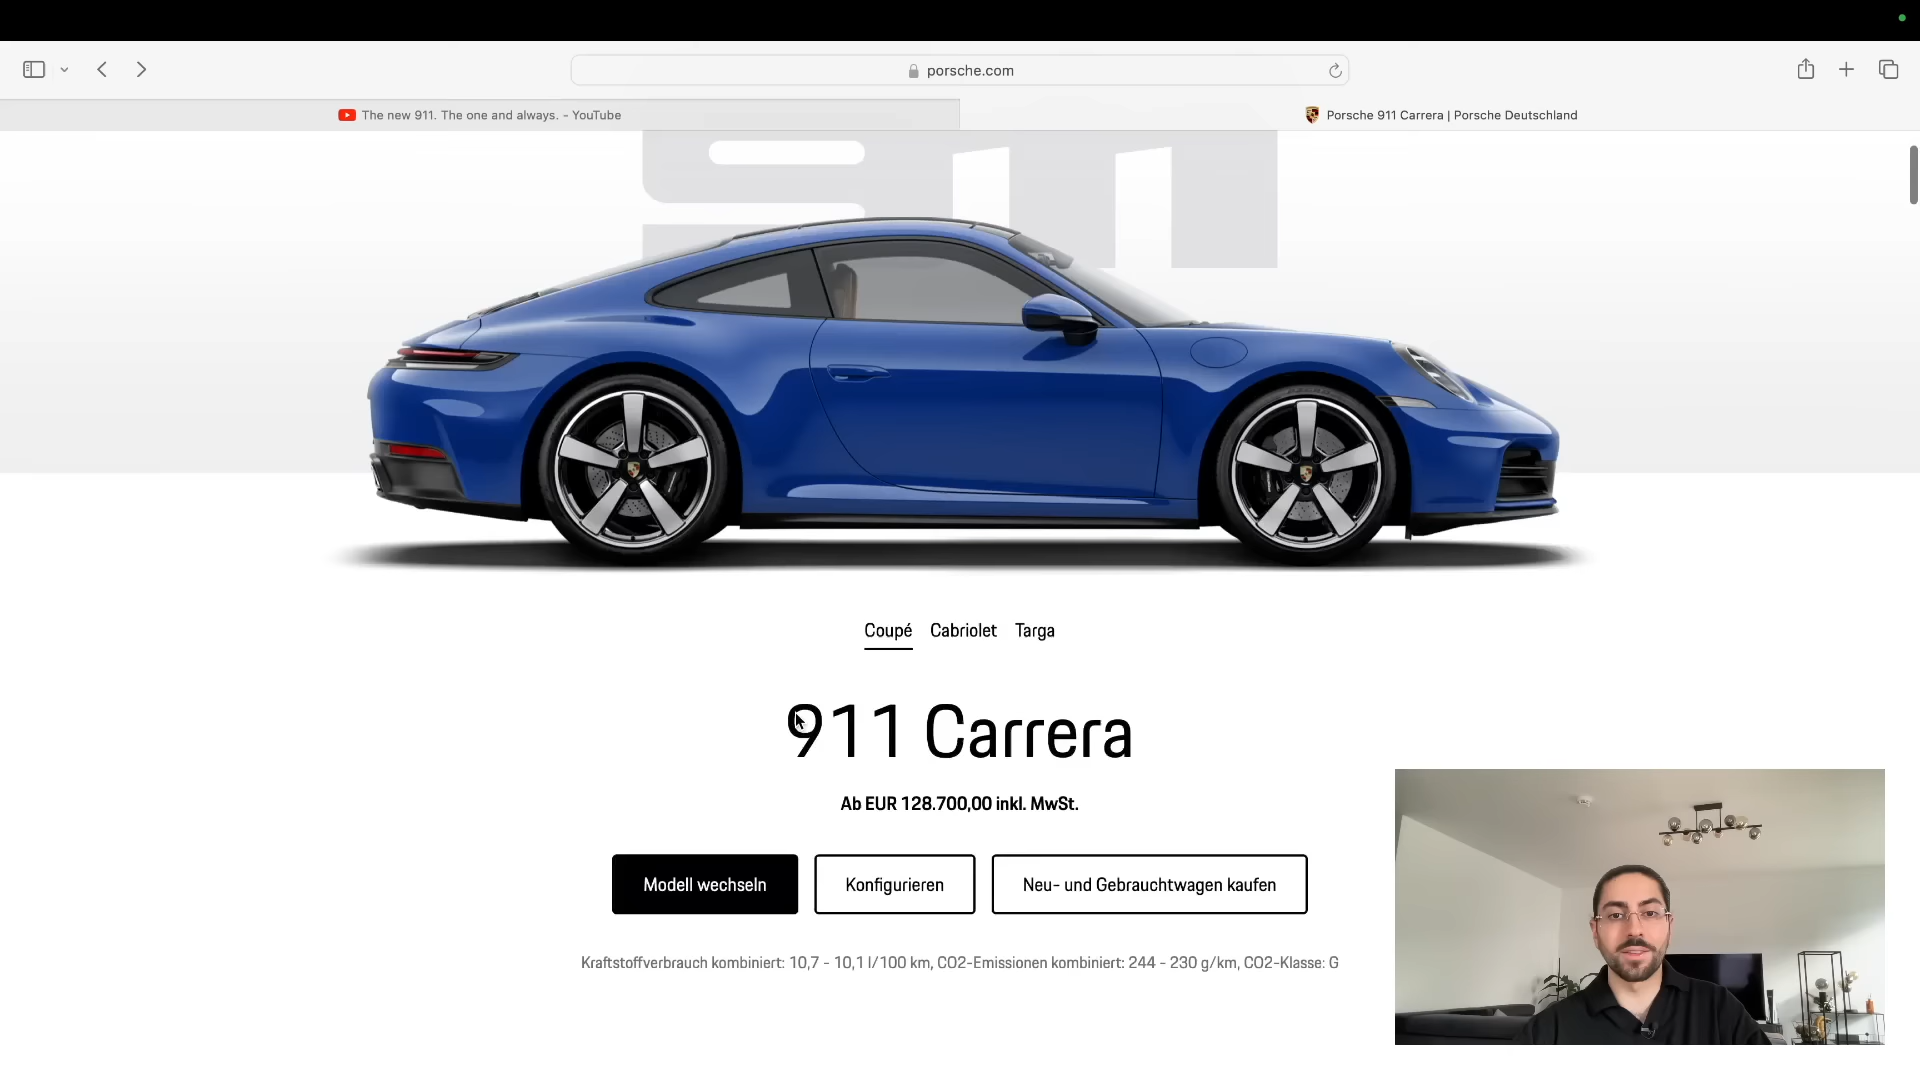 porsche.com
The new 911. The one and always. - YouTube
Porsche 911 Carrera | Porsche Deutschland
911
Coupé Cabriolet Targa
911 Carrera
Ab EUR 128.700,00 inkl. MwSt.
Modell wechseln Konfigurieren Neu- und Gebrauchtwagen kaufen
Kraftstoffverbrauch kombiniert: 10,7 - 10,1 l/100 km, CO2-Emissionen kombiniert: 244 - 230 g/km, CO2-Klasse: G